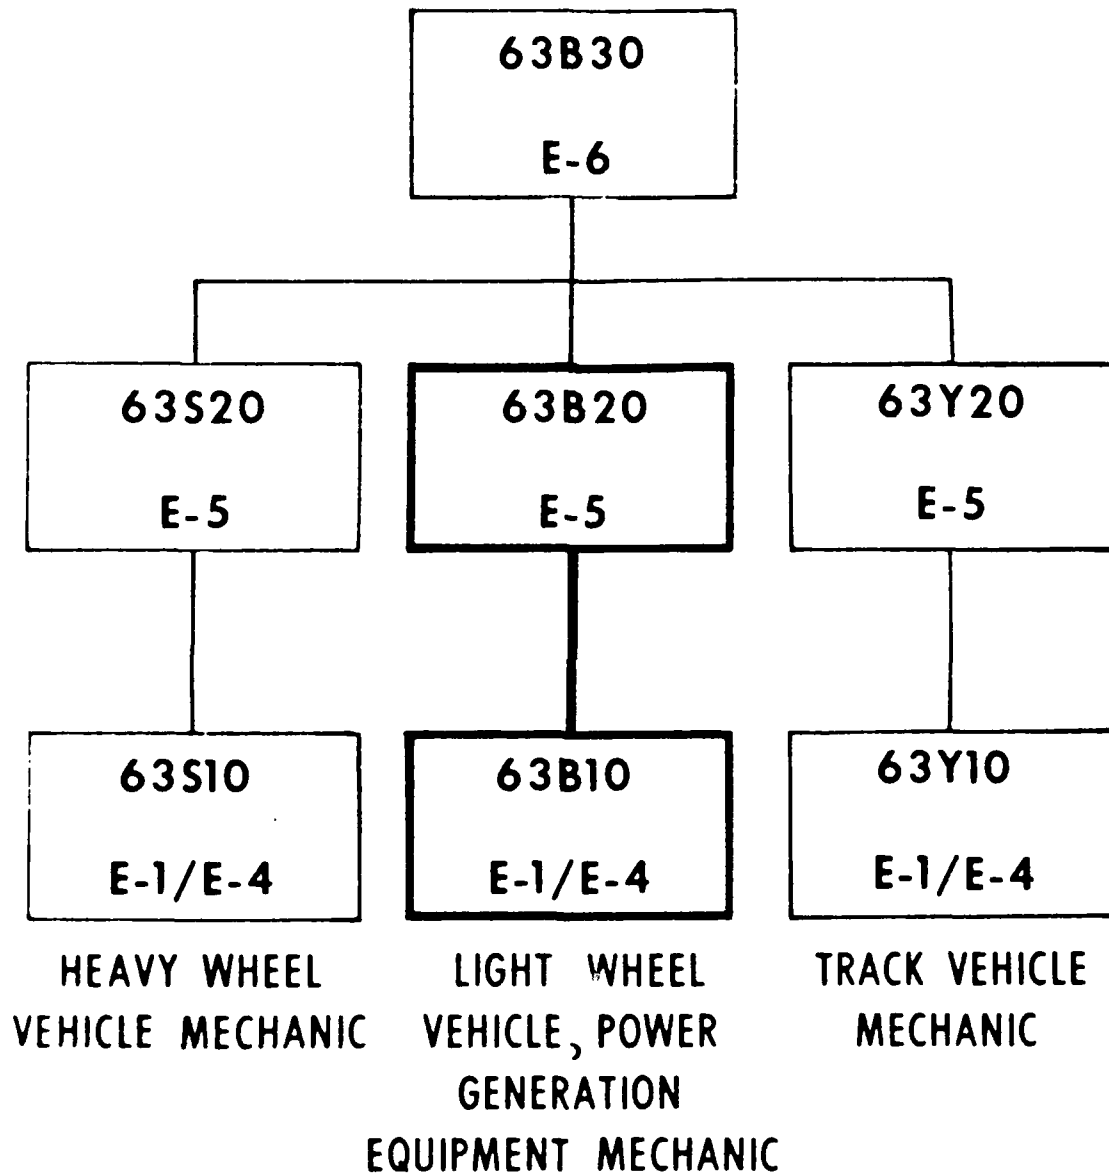 63B30
E-6
63S20
E-5
63B20
E-5
63Y20
E-5
63S10
E-1/E-4
63B10
E-1/E-4
63Y10
E-1/E-4
HEAVY WHEEL
VEHICLE MECHANIC
LIGHT WHEEL
VEHICLE, POWER
GENERATION
EQUIPMENT MECHANIC
TRACK VEHICLE
MECHANIC